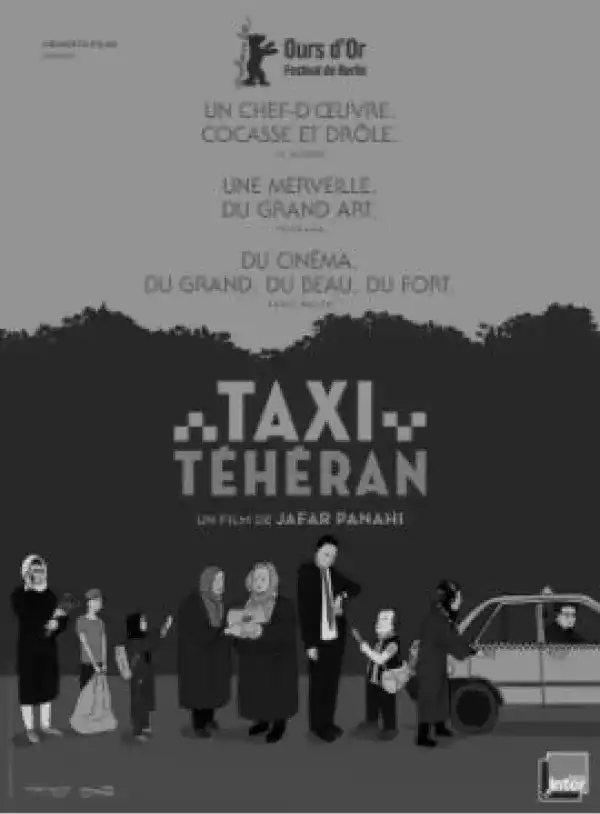 Ours d'Or
Festival de Berlin
UN CHEF-D'ŒUVRE.
COCASSE ET DRÔLE.
UNE MERVEILLE.
DU GRAND ART.
DU CINÉMA.
DU GRAND, DU BEAU, DU FORT.
TAXI
TÉHÉRAN
UN FILM DE JAFAR PANAHI
inter